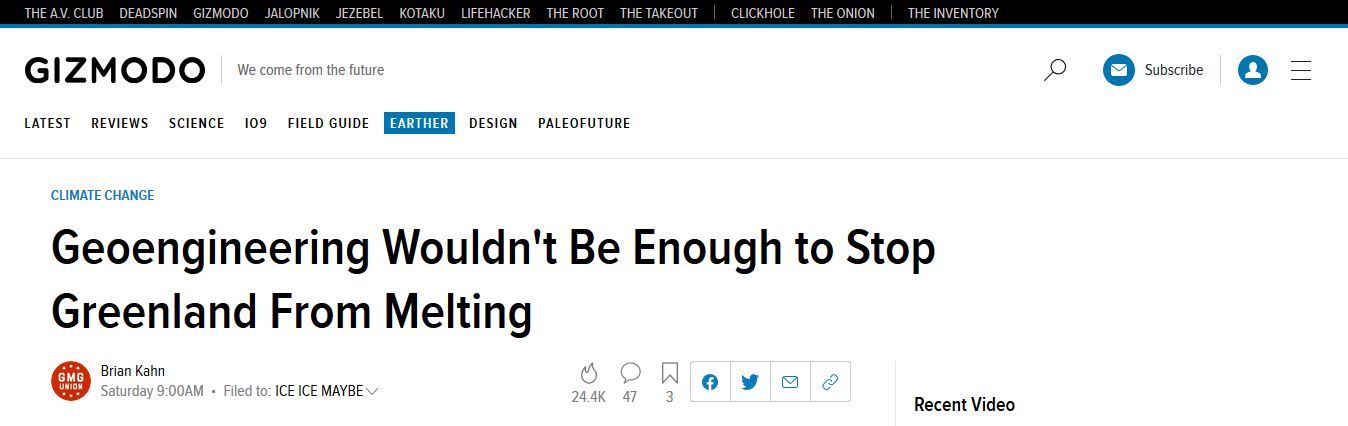 THE A.V. CLUB DEADSPIN GIZMODO JALOPNIK JEZEBEL KOTAKU LIFEHACKER THE ROOT THE TAKEOUT CLICKHOLE THE ONION THE INVENTORY
GIZMODO We come from the future Subscribe
LATEST REVIEWS SCIENCE IO9 FIELD GUIDE EARTHER DESIGN PALEOFUTURE
CLIMATE CHANGE
Geoengineering Wouldn't Be Enough to Stop
Greenland From Melting
GMG
UNION
Brian Kahn
Saturday 9:00AM • Filed to: ICE ICE MAYBE
24.4K 47 3
Recent Video